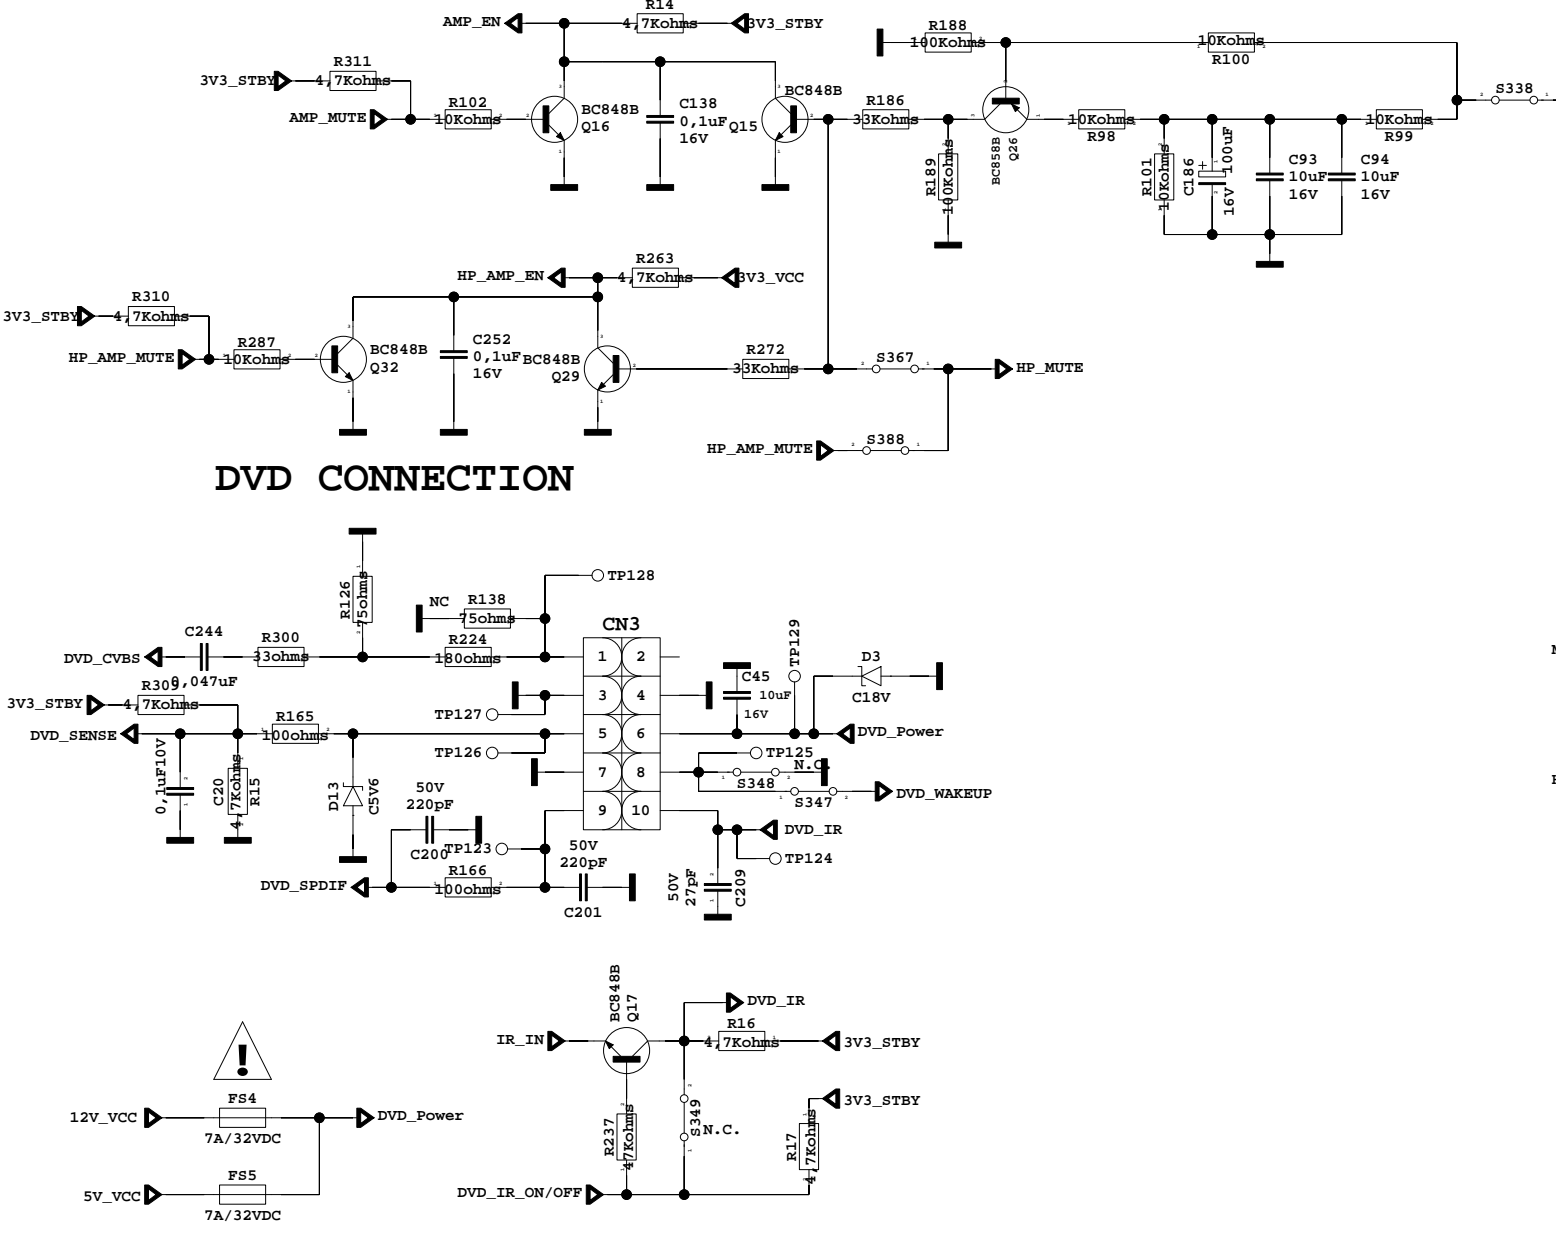 R14
AMP_EN
4,7Kohms
3V3_STBY
R188
100Kohms
10Kohms
R100
R311
3V3_STBY
4,7Kohms
S338
BC848B
R102
AMP_MUTE
10Kohms
BC848B
Q16
C138
0,1uF
16V
Q15
R186
33Kohms
R189
100Kohms
BC858B
Q26
10Kohms
R98
R101
10Kohms
C186
100uF
16V
+
C93
10uF
16V
C94
10uF
16V
10Kohms
R99
R263
HP_AMP_EN
4,7Kohms
3V3_VCC
R310
3V3_STBY
4,7Kohms
R287
HP_AMP_MUTE
10Kohms
BC848B
Q32
C252
0,1uF
16V
BC848B
Q29
R272
33Kohms
S367
HP_MUTE
HP_AMP_MUTE
S388
DVD CONNECTION
TP128
R126
75ohms
NC
R138
75ohms
CN3
C244
0,047uF
DVD_CVBS
R300
33ohms
R224
180ohms
1 2
3 4
5 6
7 8
9 10
TP129
D3
C18V
C45
10uF
16V
R309
3V3_STBY
4,7Kohms
TP127
R165
DVD_SENSE
100ohms
DVD_Power
TP126
TP125
N.C.
S348
S347
DVD_WAKEUP
0,1uF10V
C20
4,7Kohms
R15
D13
C5V6
50V
220pF
C200
TP123
50V
220pF
C201
R166
DVD_SPDIF
100ohms
DVD_IR
TP124
50V
27pF
C209
BC848B
Q17
DVD_IR
IR_IN
R16
4,7Kohms
3V3_STBY
!
FS4
12V_VCC
7A/32VDC
DVD_Power
3V3_STBY
R237
47Kohms
S349
N.C.
R17
4,7Kohms
FS5
5V_VCC
7A/32VDC
DVD_IR_ON/OFF